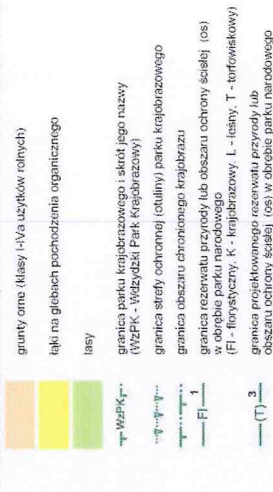 grunty orne (klasy I-IVa użytków rolnych)
łąki na glebach pochodzenia organicznego
lasy
WzPK
granica parku krajobrazowego i skrót jego nazwy
(WzPK - Wdzydzki Park Krajobrazowy)
granica strefy ochronnej (otuliny) parku krajobrazowego
granica obszaru chronionego krajobrazu
Fl 1
granica rezerwatu przyrody lub obszaru ochrony ścisłej (os)
w obrębie parku narodowego
(Fl - florystyczny, K - krajobrazowy, L - leśny, T - torfowiskowy)
(T) 3
granica projektowanego rezerwatu przyrody lub
obszaru ochrony ścisłej (os) w obrębie parku narodowego